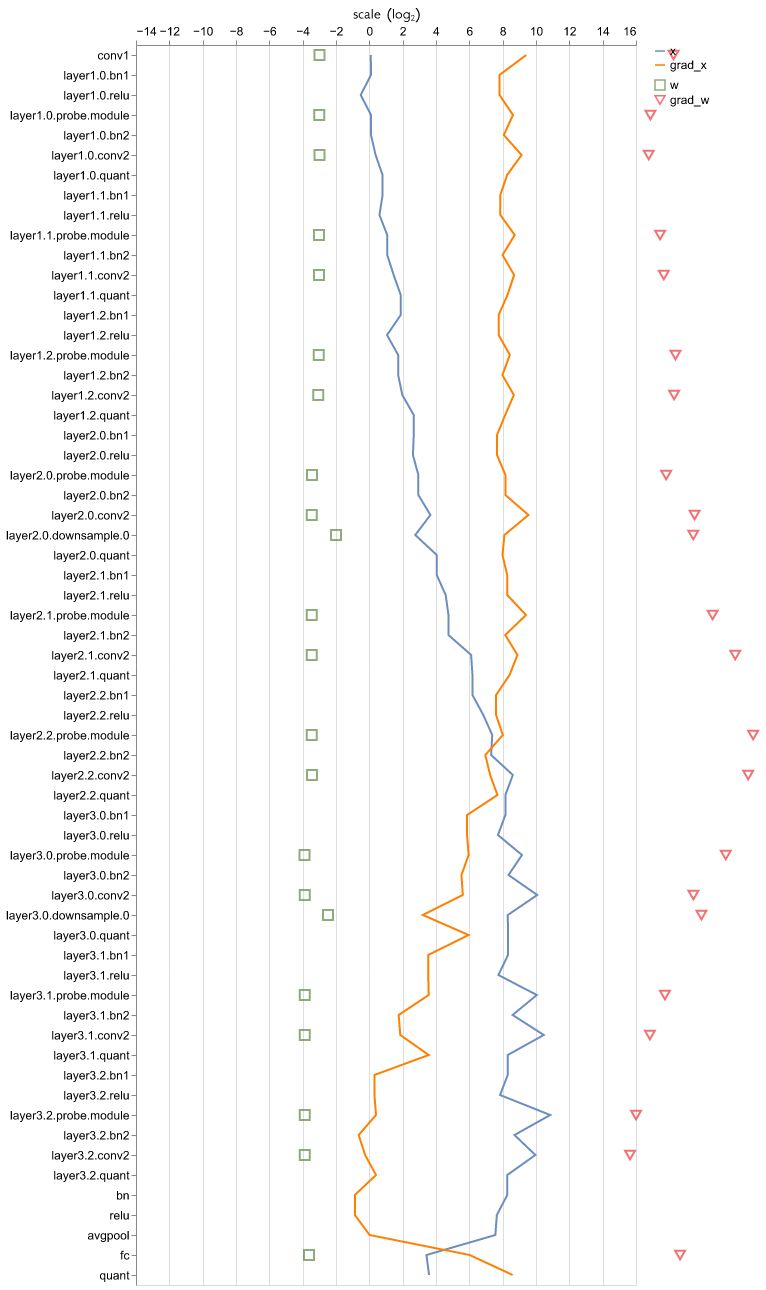 scale (log₂)
−14 −12 −10 −8 −6 −4 −2 0 2 4 6 8 10 12 14 16
x
grad_x
w
grad_w
conv1
layer1.0.bn1
layer1.0.relu
layer1.0.probe.module
layer1.0.bn2
layer1.0.conv2
layer1.0.quant
layer1.1.bn1
layer1.1.relu
layer1.1.probe.module
layer1.1.bn2
layer1.1.conv2
layer1.1.quant
layer1.2.bn1
layer1.2.relu
layer1.2.probe.module
layer1.2.bn2
layer1.2.conv2
layer1.2.quant
layer2.0.bn1
layer2.0.relu
layer2.0.probe.module
layer2.0.bn2
layer2.0.conv2
layer2.0.downsample.0
layer2.0.quant
layer2.1.bn1
layer2.1.relu
layer2.1.probe.module
layer2.1.bn2
layer2.1.conv2
layer2.1.quant
layer2.2.bn1
layer2.2.relu
layer2.2.probe.module
layer2.2.bn2
layer2.2.conv2
layer2.2.quant
layer3.0.bn1
layer3.0.relu
layer3.0.probe.module
layer3.0.bn2
layer3.0.conv2
layer3.0.downsample.0
layer3.0.quant
layer3.1.bn1
layer3.1.relu
layer3.1.probe.module
layer3.1.bn2
layer3.1.conv2
layer3.1.quant
layer3.2.bn1
layer3.2.relu
layer3.2.probe.module
layer3.2.bn2
layer3.2.conv2
layer3.2.quant
bn
relu
avgpool
fc
quant